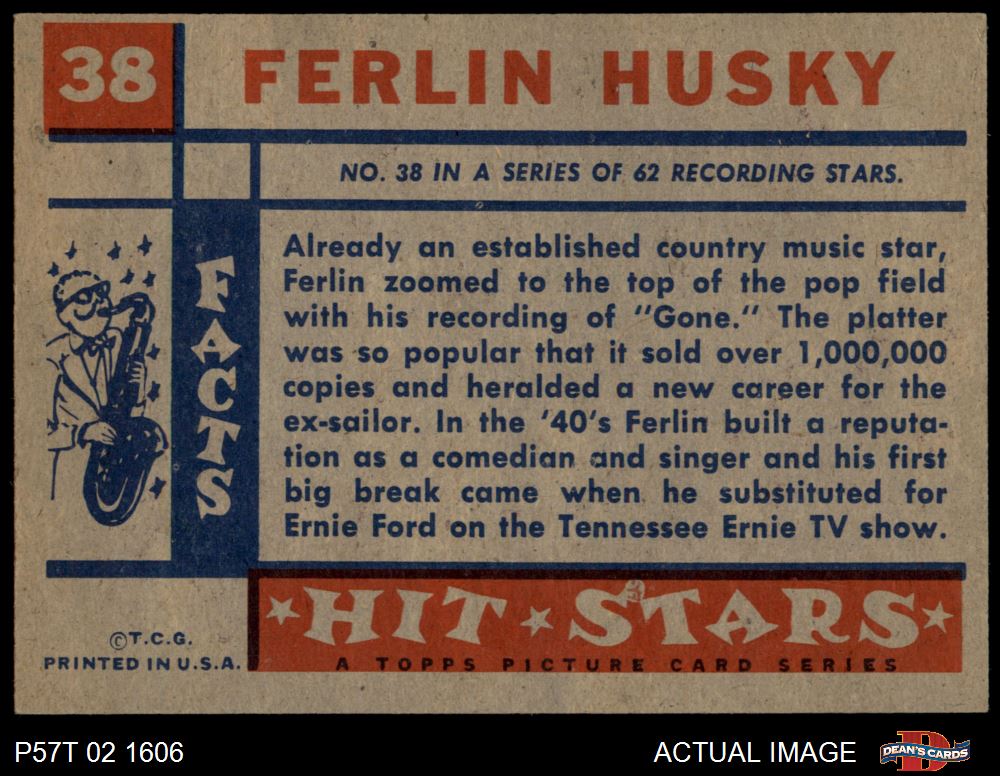 38
FERLIN HUSKY
NO. 38 IN A SERIES OF 62 RECORDING STARS.
FACTS
Already an established country music star,
Ferlin zoomed to the top of the pop field
with his recording of "Gone." The platter
was so popular that it sold over 1,000,000
copies and heralded a new career for the
ex-sailor. In the '40's Ferlin built a reputa-
tion as a comedian and singer and his first
big break came when he substituted for
Ernie Ford on the Tennessee Ernie TV show.
HIT STARS
A TOPPS PICTURE CARD SERIES
©T.C.G.
PRINTED IN U.S.A.
P57T 02 1606
ACTUAL IMAGE
D
DEAN'S CARDS